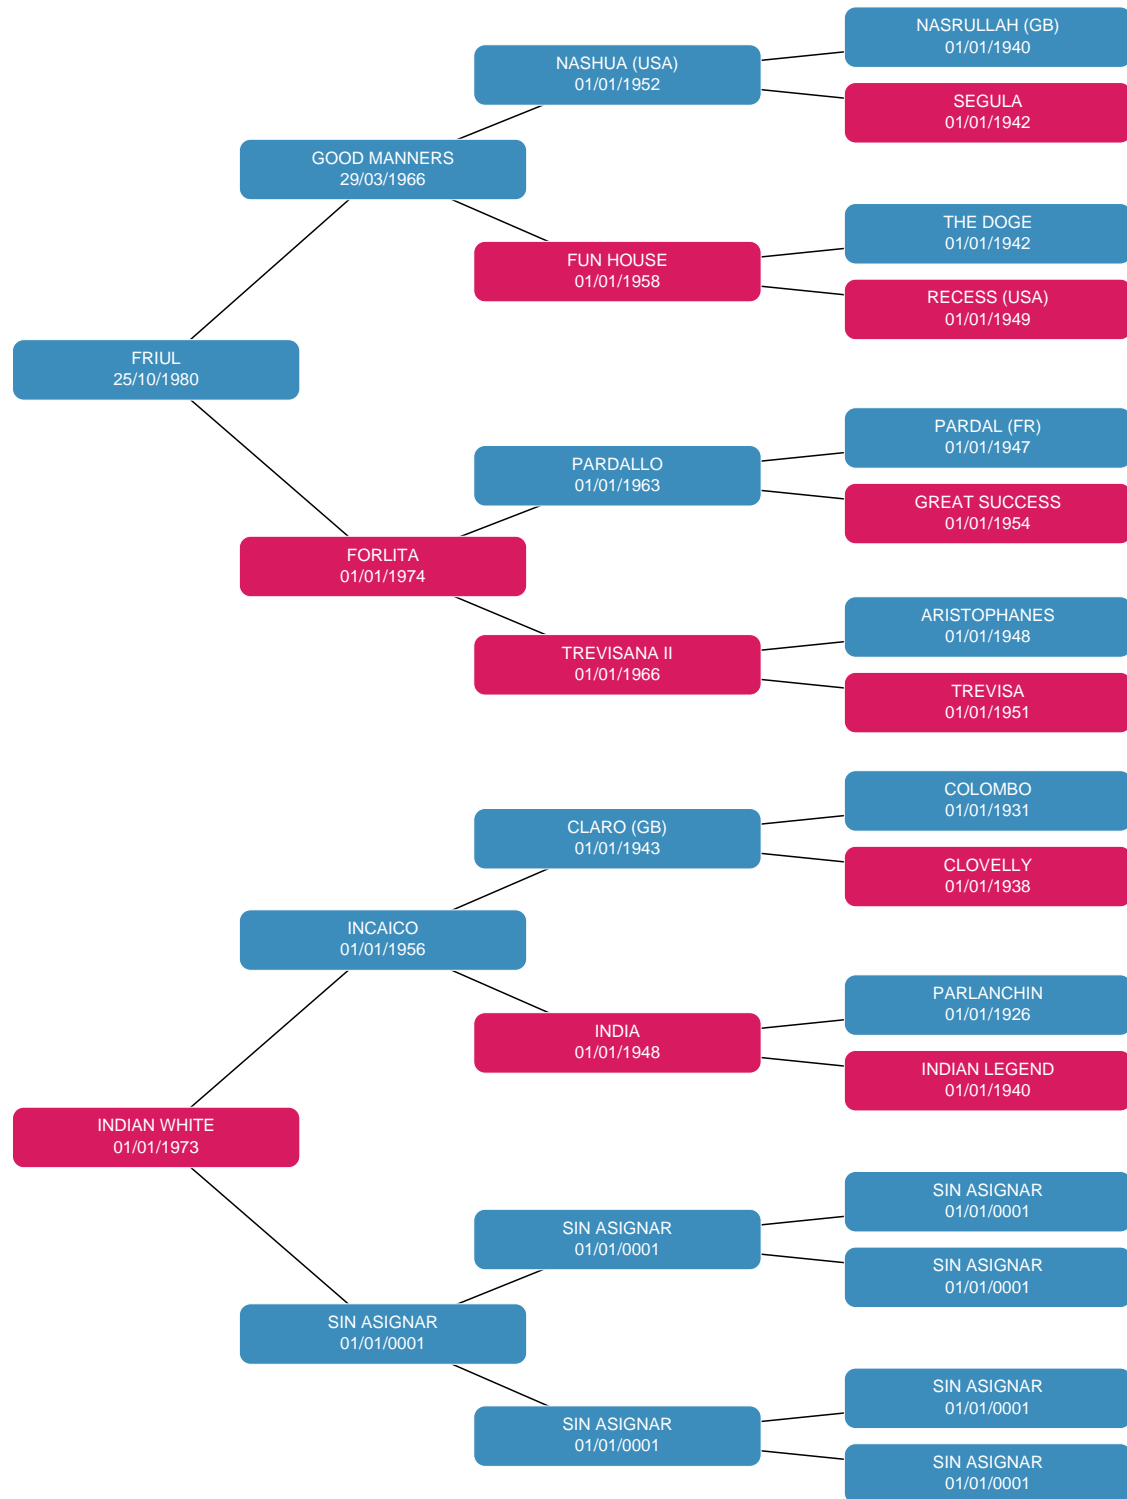 NASRULLAH (GB)
01/01/1940
NASHUA (USA)
01/01/1952
SEGULA
01/01/1942
GOOD MANNERS
29/03/1966
THE DOGE
01/01/1942
FUN HOUSE
01/01/1958
RECESS (USA)
01/01/1949
FRIUL
25/10/1980
PARDAL (FR)
01/01/1947
PARDALLO
01/01/1963
GREAT SUCCESS
01/01/1954
FORLITA
01/01/1974
ARISTOPHANES
01/01/1948
TREVISANA II
01/01/1966
TREVISA
01/01/1951
COLOMBO
01/01/1931
CLARO (GB)
01/01/1943
CLOVELLY
01/01/1938
INCAICO
01/01/1956
PARLANCHIN
01/01/1926
INDIA
01/01/1948
INDIAN LEGEND
01/01/1940
INDIAN WHITE
01/01/1973
SIN ASIGNAR
01/01/0001
SIN ASIGNAR
01/01/0001
SIN ASIGNAR
01/01/0001
SIN ASIGNAR
01/01/0001
SIN ASIGNAR
01/01/0001
SIN ASIGNAR
01/01/0001
SIN ASIGNAR
01/01/0001